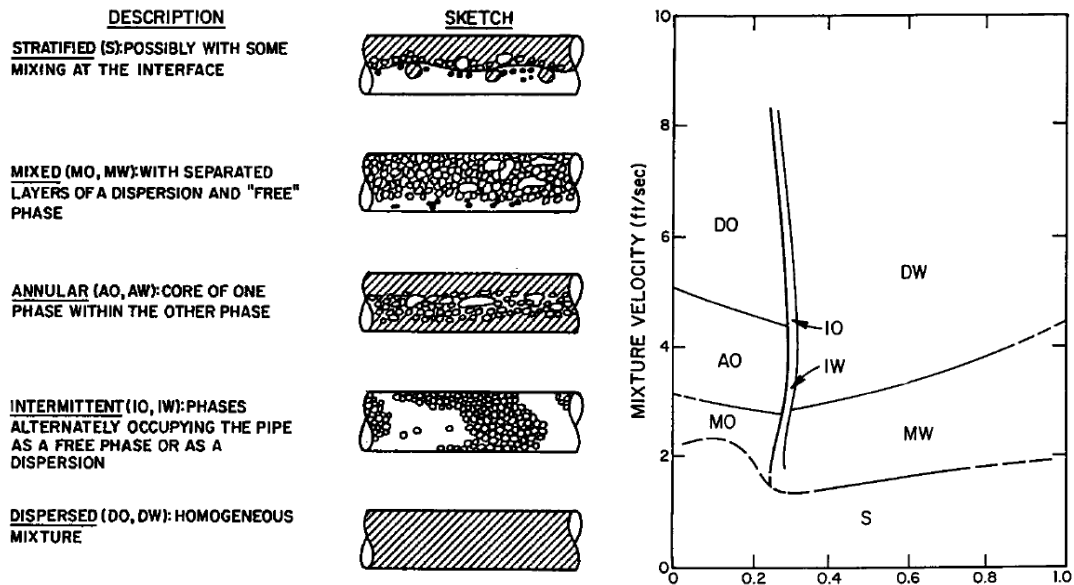 DESCRIPTION
SKETCH
STRATIFIED (S):POSSIBLY WITH SOME
MIXING AT THE INTERFACE
MIXED (MO, MW):WITH SEPARATED
LAYERS OF A DISPERSION AND "FREE"
PHASE
ANNULAR (AO, AW): CORE OF ONE
PHASE WITHIN THE OTHER PHASE
INTERMITTENT (IO, IW): PHASES
ALTERNATELY OCCUPYING THE PIPE
AS A FREE PHASE OR AS A
DISPERSION
DISPERSED (DO, DW): HOMOGENEOUS
MIXTURE
MIXTURE VELOCITY (ft/sec)
10
8
6
4
2
0
DO
DW
IO
AO
IW
MO
MW
S
0 0.2 0.4 0.6 0.8 1.0